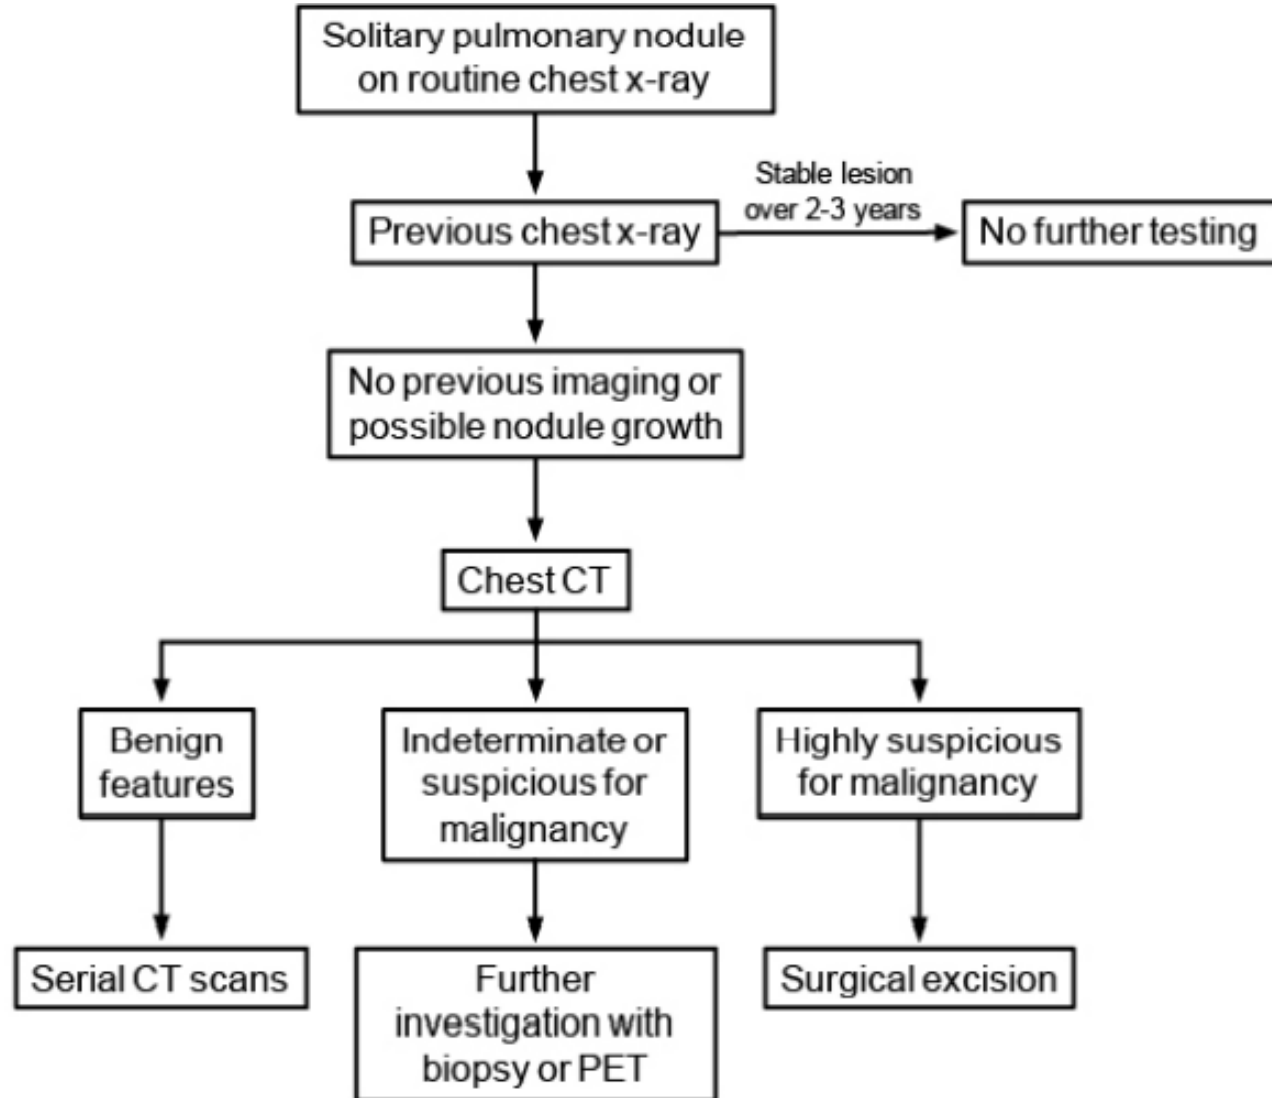 Solitary pulmonary nodule
on routine chest x-ray
Stable lesion
over 2-3 years
Previous chest x-ray
No further testing
No previous imaging or
possible nodule growth
Chest CT
Benign
features
Indeterminate or
suspicious for
malignancy
Highly suspicious
for malignancy
Serial CT scans
Further
investigation with
biopsy or PET
Surgical excision